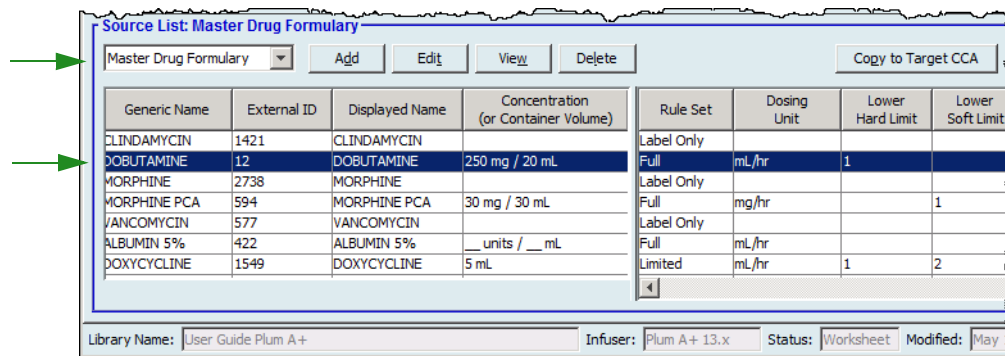 Source List: Master Drug Formulary
Master Drug Formulary Add Edit View Delete Copy to Target CCA
Generic Name External ID Displayed Name Concentration (or Container Volume) Rule Set Dosing Unit Lower Hard Limit Lower Soft Limit
CLINDAMYCIN 1421 CLINDAMYCIN Label Only
DOBUTAMINE 12 DOBUTAMINE 250 mg / 20 mL Full mL/hr 1
MORPHINE 2738 MORPHINE Label Only
MORPHINE PCA 594 MORPHINE PCA 30 mg / 30 mL Full mg/hr 1
VANCOMYCIN 577 VANCOMYCIN Label Only
ALBUMIN 5% 422 ALBUMIN 5% __ units / __ mL Full mL/hr
DOXYCYCLINE 1549 DOXYCYCLINE 5 mL Limited mL/hr 1 2
Library Name: User Guide Plum A+ Infuser: Plum A+ 13.x Status: Worksheet Modified: May